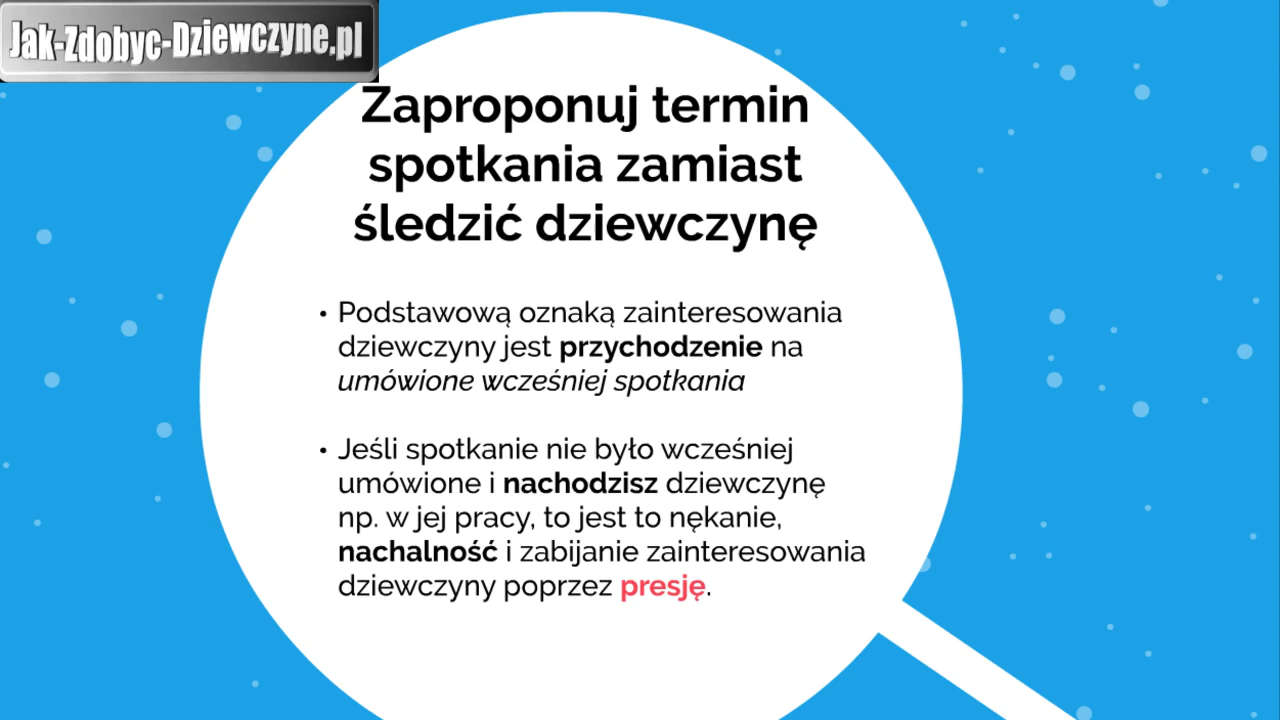 Jak-Zdobyc-Dziewczyne.pl
Zaproponuj termin
spotkania zamiast
śledzić dziewczynę
• Podstawową oznaką zainteresowania
dziewczyny jest przychodzenie na
umówione wcześniej spotkania
• Jeśli spotkanie nie było wcześniej
umówione i nachodzisz dziewczynę
np. w jej pracy, to jest to nękanie,
nachalność i zabijanie zainteresowania
dziewczyny poprzez presję.